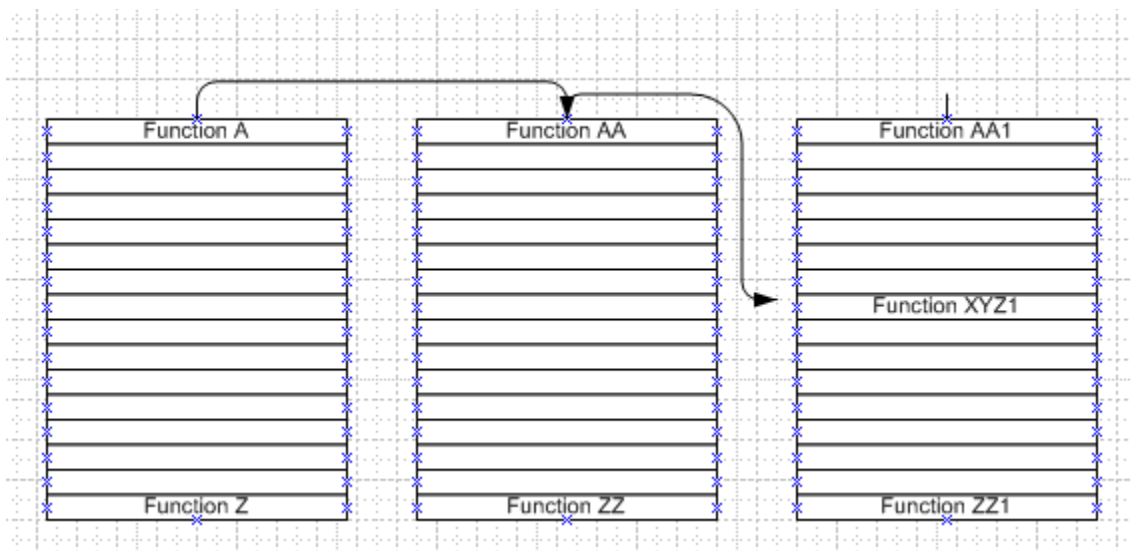 Function A
Function AA
Function AA1
Function XYZ1
Function Z
Function ZZ
Function ZZ1